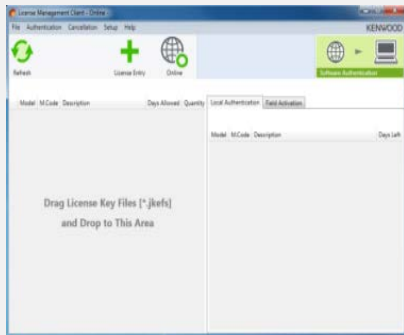 License Management Client - Online -
File Authentication Cancellation Setup Help
KENWOOD
Refresh
License Entry
Online
Software Authentication
Model M.Code Description Days Allowed Quantity
Local Authentication Field Activation
Model M.Code Description Days Left
Drag License Key Files [*.jkefs]
and Drop to This Area